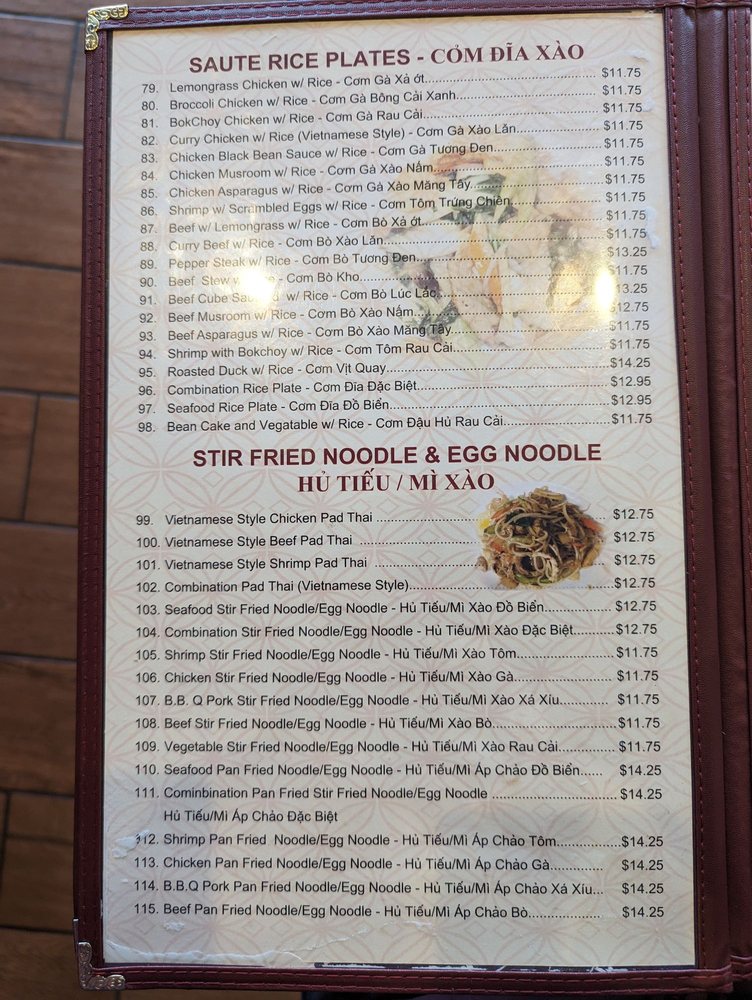 SAUTE RICE PLATES - CỎM ĐĨA XÀO
79. Lemongrass Chicken w/ Rice - Cơm Gà Xả ớt........ $11.75
80. Broccoli Chicken w/ Rice - Cơm Gà Bông Cải Xanh........ $11.75
81. BokChoy Chicken w/ Rice - Cơm Gà Rau Cải........ $11.75
82. Curry Chicken w/ Rice (Vietnamese Style) - Cơm Gà Xào Lăn........ $11.75
83. Chicken Black Bean Sauce w/ Rice - Cơm Gà Tương Đen........ $11.75
84. Chicken Musroom w/ Rice - Cơm Gà Xào Nấm........ $11.75
85. Chicken Asparagus w/ Rice - Cơm Gà Xào Măng Tây........ $11.75
86. Shrimp w/ Scrambled Eggs w/ Rice - Cơm Tôm Trứng Chiên........ $11.75
87. Beef w/ Lemongrass w/ Rice - Cơm Bò Xả ớt........ $11.75
88. Curry Beef w/ Rice - Cơm Bò Xào Lăn........ $11.75
89. Pepper Steak w/ Rice - Cơm Bò Tương Đen........ $13.25
90. Beef Stew - Cơm Bò Kho........ $11.75
91. Beef Cube w/ Rice - Cơm Bò Lúc Lắc........ 13.25
92. Beef Musroom w/ Rice - Cơm Bò Xào Nấm........ $12.75
93. Beef Asparagus w/ Rice - Cơm Bò Xào Măng Tây........ $11.75
94. Shrimp with Bokchoy w/ Rice - Cơm Tôm Rau Cải........ $11.75
95. Roasted Duck w/ Rice - Cơm Vịt Quay........ $14.25
96. Combination Rice Plate - Cơm Đĩa Đặc Biệt........ $12.95
97. Seafood Rice Plate - Cơm Đĩa Đồ Biển........ $12.95
98. Bean Cake and Vegatable w/ Rice - Cơm Đậu Hủ Rau Cải........ $11.75
STIR FRIED NOODLE & EGG NOODLE
HỦ TIẾU / MÌ XÀO
99. Vietnamese Style Chicken Pad Thai ........ $12.75
100. Vietnamese Style Beef Pad Thai ........ $12.75
101. Vietnamese Style Shrimp Pad Thai ........ $12.75
102. Combination Pad Thai (Vietnamese Style)........ $12.75
103. Seafood Stir Fried Noodle/Egg Noodle - Hủ Tiếu/Mì Xào Đồ Biển........ $12.75
104. Combination Stir Fried Noodle/Egg Noodle - Hủ Tiếu/Mì Xào Đặc Biệt........ $12.75
105. Shrimp Stir Fried Noodle/Egg Noodle - Hủ Tiếu/Mì Xào Tôm........ $11.75
106. Chicken Stir Fried Noodle/Egg Noodle - Hủ Tiếu/Mì Xào Gà........ $11.75
107. B.B. Q Pork Stir Fried Noodle/Egg Noodle - Hủ Tiếu/Mì Xào Xá Xíu........ $11.75
108. Beef Stir Fried Noodle/Egg Noodle - Hủ Tiếu/Mì Xào Bò........ $11.75
109. Vegetable Stir Fried Noodle/Egg Noodle - Hủ Tiếu/Mì Xào Rau Cải........ $11.75
110. Seafood Pan Fried Noodle/Egg Noodle - Hủ Tiếu/Mì Áp Chảo Đồ Biển...... $14.25
111. Cominbination Pan Fried Stir Fried Noodle/Egg Noodle ........ $14.25
Hủ Tiếu/Mì Áp Chảo Đặc Biệt
112. Shrimp Pan Fried Noodle/Egg Noodle - Hủ Tiếu/Mì Áp Chảo Tôm........ $14.25
113. Chicken Pan Fried Noodle/Egg Noodle - Hủ Tiếu/Mì Áp Chảo Gà........ $14.25
114. B.B.Q Pork Pan Fried Noodle/Egg Noodle - Hủ Tiếu/Mì Áp Chảo Xá Xíu... $14.25
115. Beef Pan Fried Noodle/Egg Noodle - Hủ Tiếu/Mì Áp Chảo Bò........ $14.25